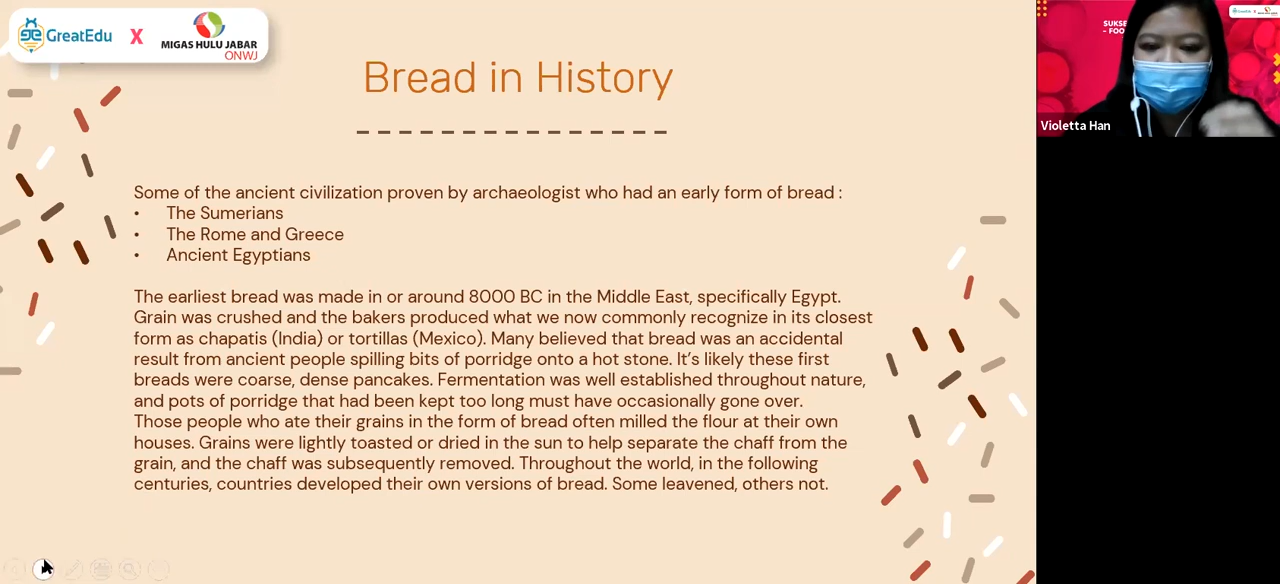 GreatEdu X MIGAS HULU JABAR
ONWJ
Bread in History
Some of the ancient civilization proven by archaeologist who had an early form of bread :
• The Sumerians
• The Rome and Greece
• Ancient Egyptians
The earliest bread was made in or around 8000 BC in the Middle East, specifically Egypt.
Grain was crushed and the bakers produced what we now commonly recognize in its closest
form as chapatis (India) or tortillas (Mexico). Many believed that bread was an accidental
result from ancient people spilling bits of porridge onto a hot stone. It's likely these first
breads were coarse, dense pancakes. Fermentation was well established throughout nature,
and pots of porridge that had been kept too long must have occasionally gone over.
Those people who ate their grains in the form of bread often milled the flour at their own
houses. Grains were lightly toasted or dried in the sun to help separate the chaff from the
grain, and the chaff was subsequently removed. Throughout the world, in the following
centuries, countries developed their own versions of bread. Some leavened, others not.
Violetta Han